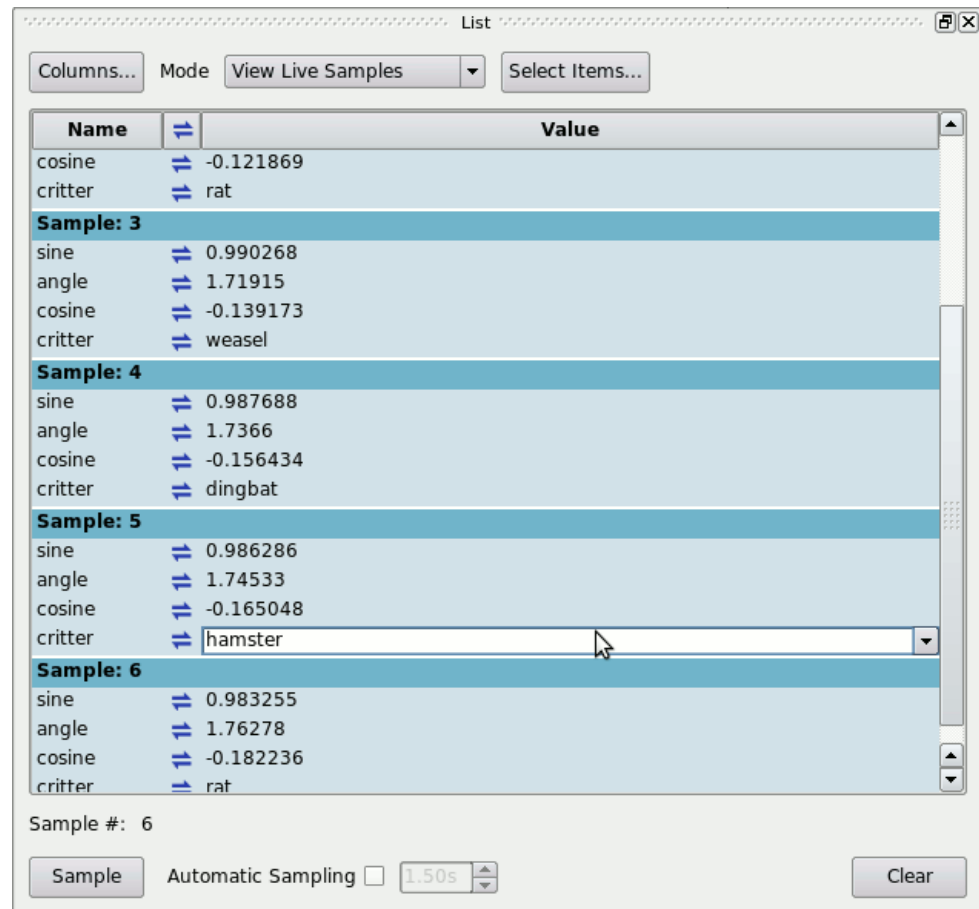 List
Columns... Mode View Live Samples Select Items...
Name Value
cosine -0.121869
critter rat
Sample: 3
sine 0.990268
angle 1.71915
cosine -0.139173
critter weasel
Sample: 4
sine 0.987688
angle 1.7366
cosine -0.156434
critter dingbat
Sample: 5
sine 0.986286
angle 1.74533
cosine -0.165048
critter hamster
Sample: 6
sine 0.983255
angle 1.76278
cosine -0.182236
critter rat
Sample #: 6
Sample Automatic Sampling 1.50s Clear